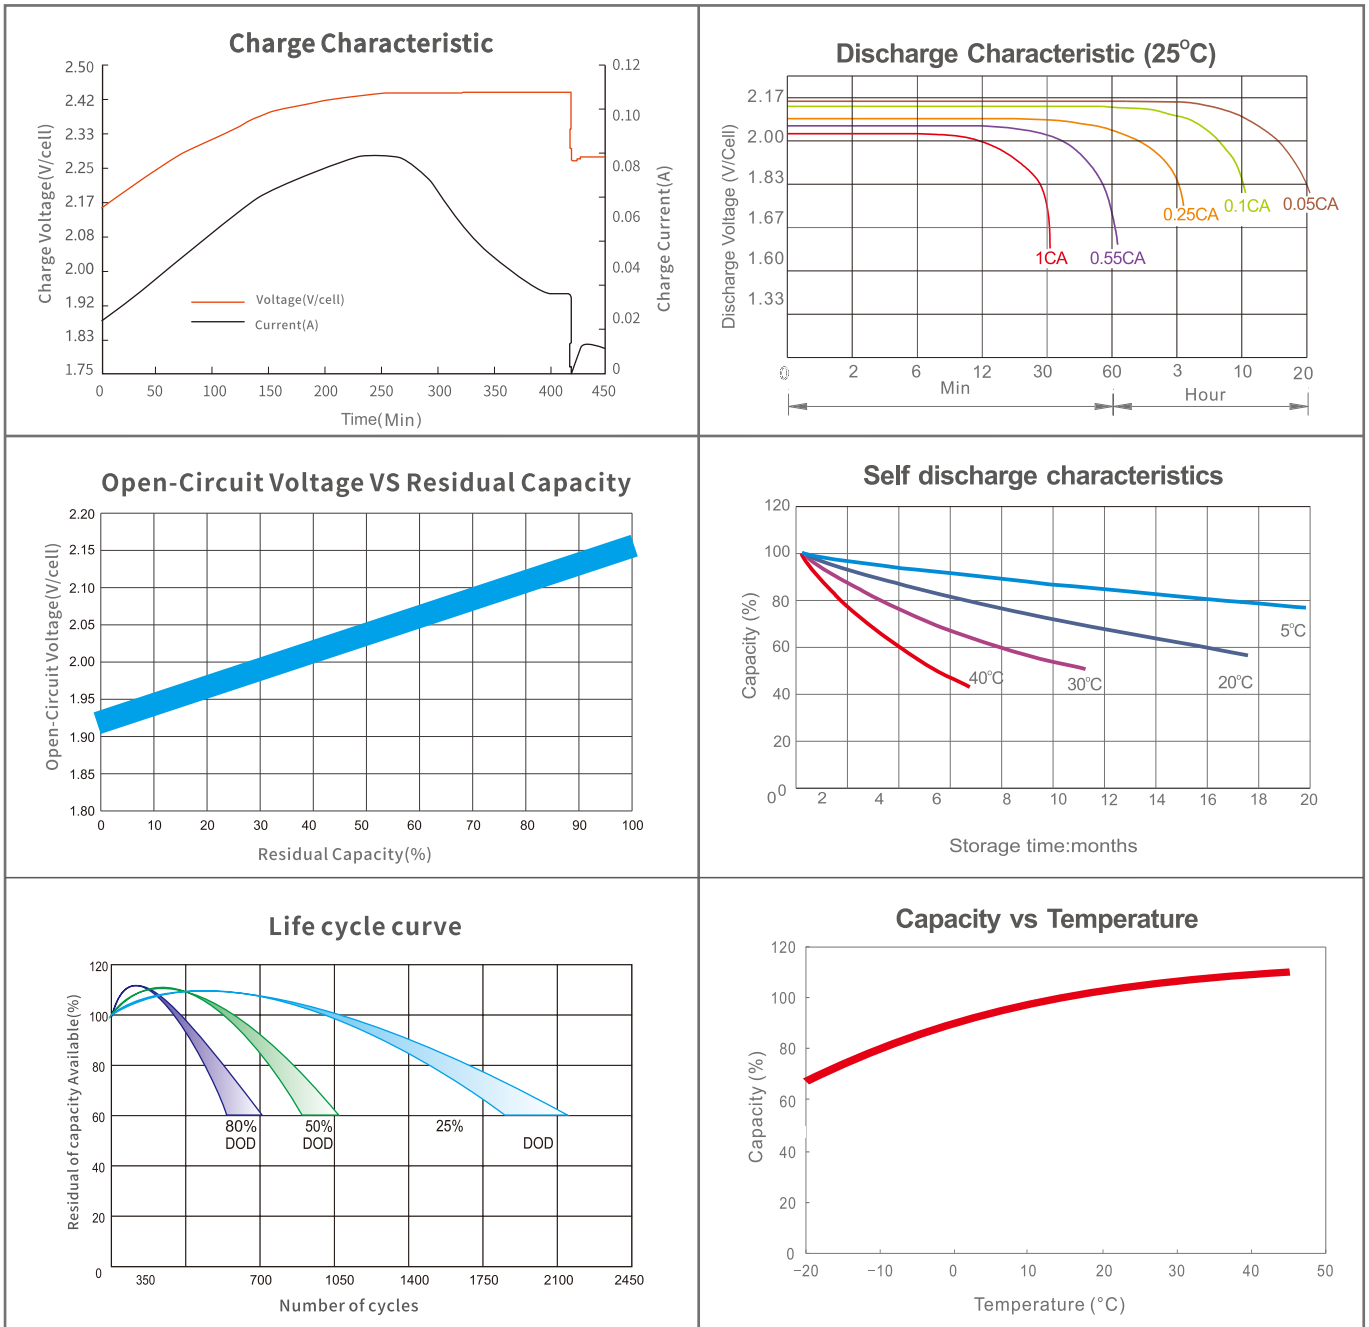 Charge Characteristic
2.50
2.42
2.33
2.25
2.17
2.08
2.00
1.92
1.83
1.75
Charge Voltage(V/cell)
0.12
0.10
0.08
0.06
0.04
0.02
0
Charge Current(A)
Voltage(V/cell)
Current(A)
0 50 100 150 200 250 300 350 400 450
Time(Min)
Discharge Characteristic (25°C)
2.17
2.00
1.83
1.67
1.60
1.33
Discharge Voltage (V/Cell)
1CA
0.55CA
0.25CA
0.1CA
0.05CA
0 2 6 12 30 60 3 10 20
Min
Hour
Open-Circuit Voltage VS Residual Capacity
2.20
2.15
2.10
2.05
2.00
1.95
1.90
1.85
1.80
Open-Circuit Voltage(V/cell)
0 10 20 30 40 50 60 70 80 90 100
Residual Capacity(%)
Self discharge characteristics
120
100
80
60
40
20
0
Capacity (%)
5°C
20°C
30°C
40°C
0 2 4 6 8 10 12 14 16 18 20
Storage time:months
Life cycle curve
120
100
80
60
40
20
0
Residual of capacity Available(%)
80%
DOD
50%
DOD
25%
DOD
350 700 1050 1400 1750 2100 2450
Number of cycles
Capacity vs Temperature
120
100
80
60
40
20
0
Capacity (%)
−20 −10 0 10 20 30 40 50
Temperature (°C)